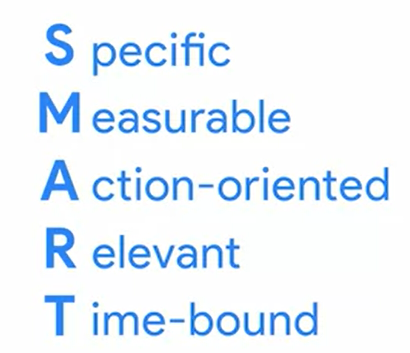 Specific
Measurable
Action-oriented
Relevant
Time-bound